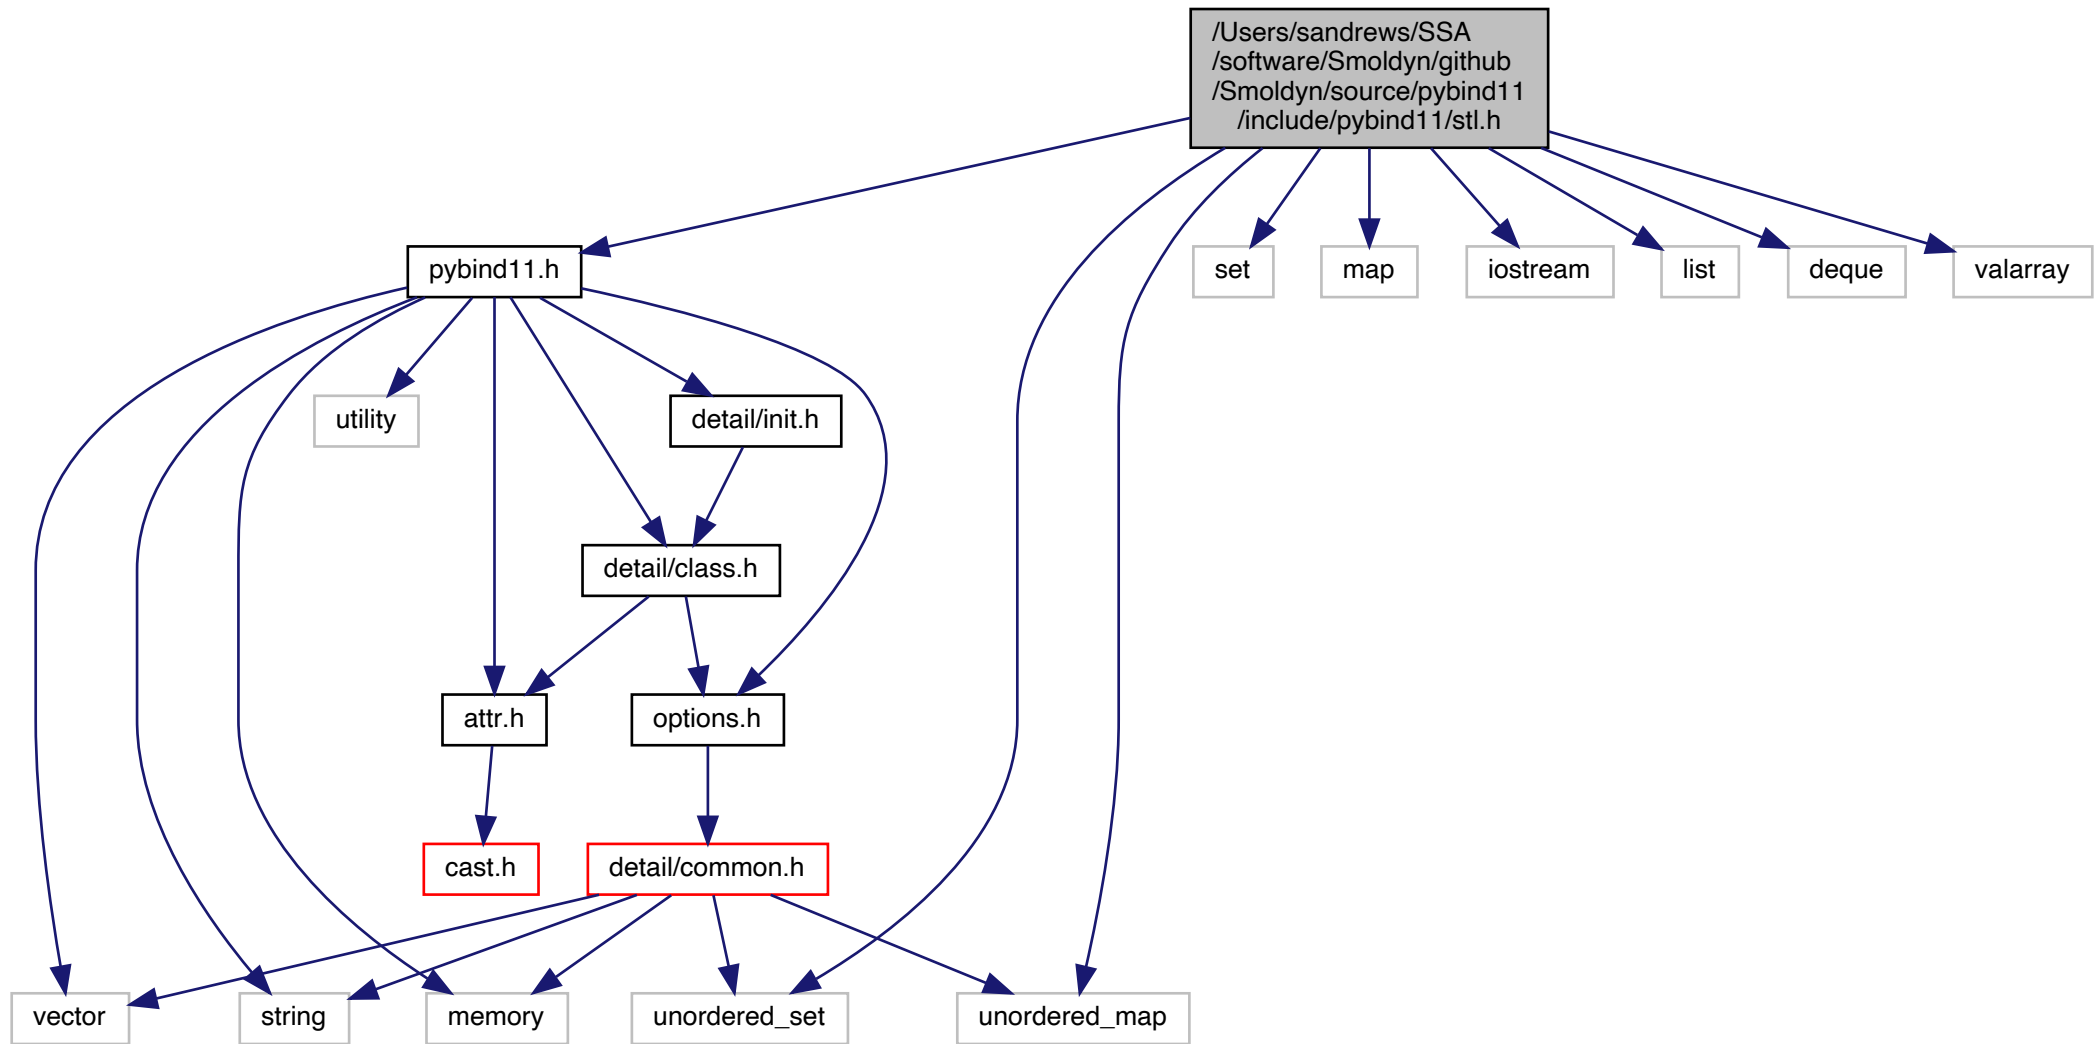 /Users/sandrews/SSA
/software/Smoldyn/github
/Smoldyn/source/pybind11
/include/pybind11/stl.h
pybind11.h
set
map
iostream
list
deque
valarray
utility
detail/init.h
detail/class.h
attr.h
options.h
cast.h
detail/common.h
vector
string
memory
unordered_set
unordered_map